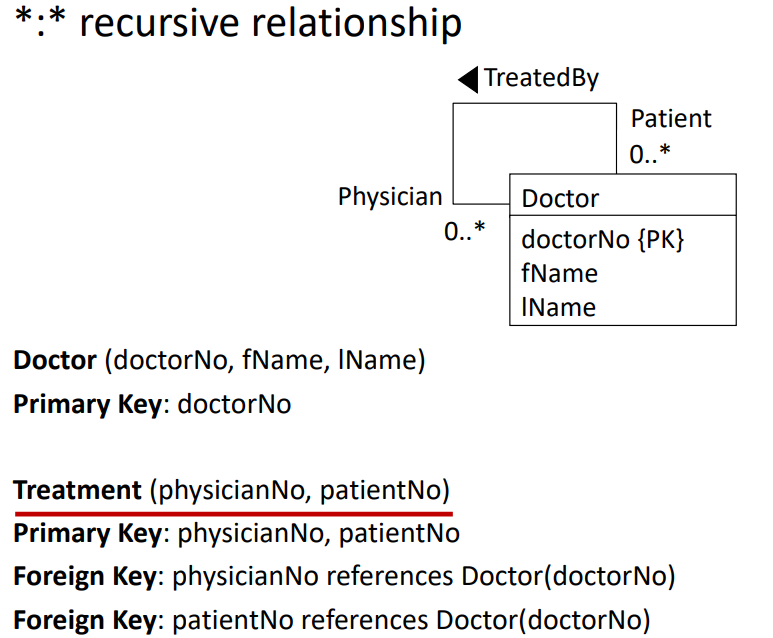 *:* recursive relationship
TreatedBy
Patient
0..*
Physician
0..*
Doctor
doctorNo {PK}
fName
lName
Doctor (doctorNo, fName, lName)
Primary Key: doctorNo
Treatment (physicianNo, patientNo)
Primary Key: physicianNo, patientNo
Foreign Key: physicianNo references Doctor(doctorNo)
Foreign Key: patientNo references Doctor(doctorNo)